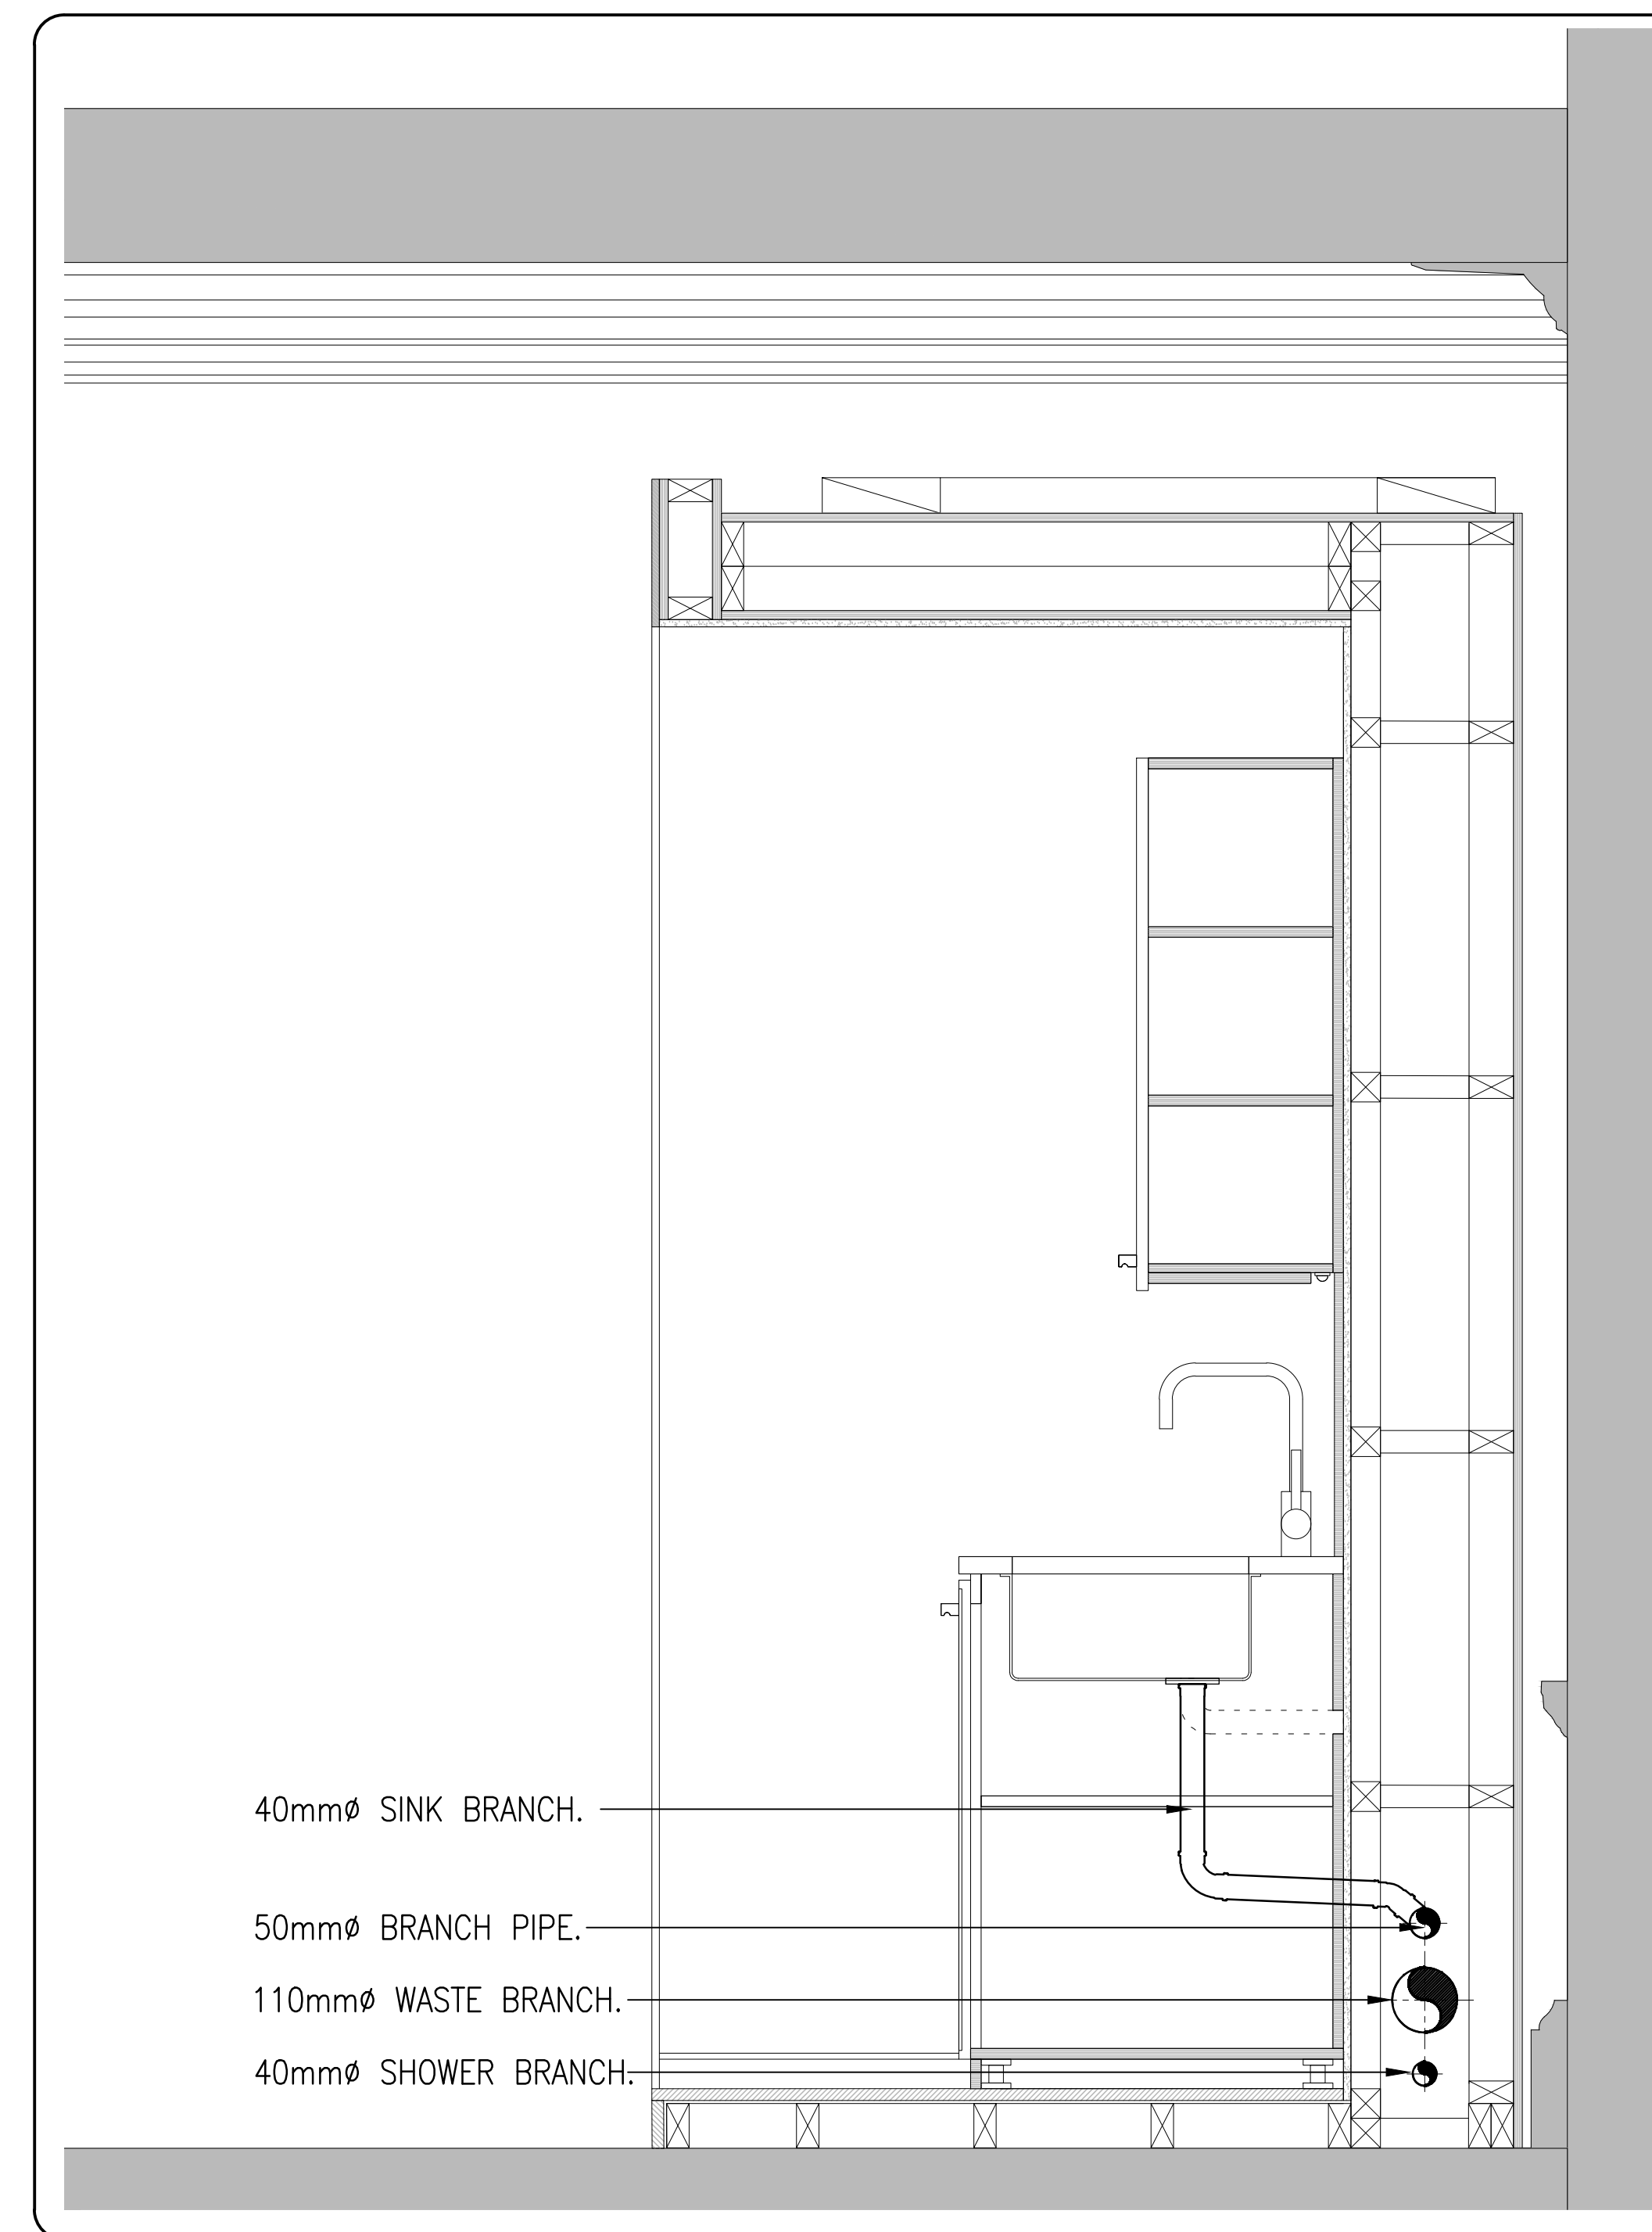 40mmø SINK BRANCH.
50mmø BRANCH PIPE.
110mmø WASTE BRANCH.
40mmø SHOWER BRANCH.